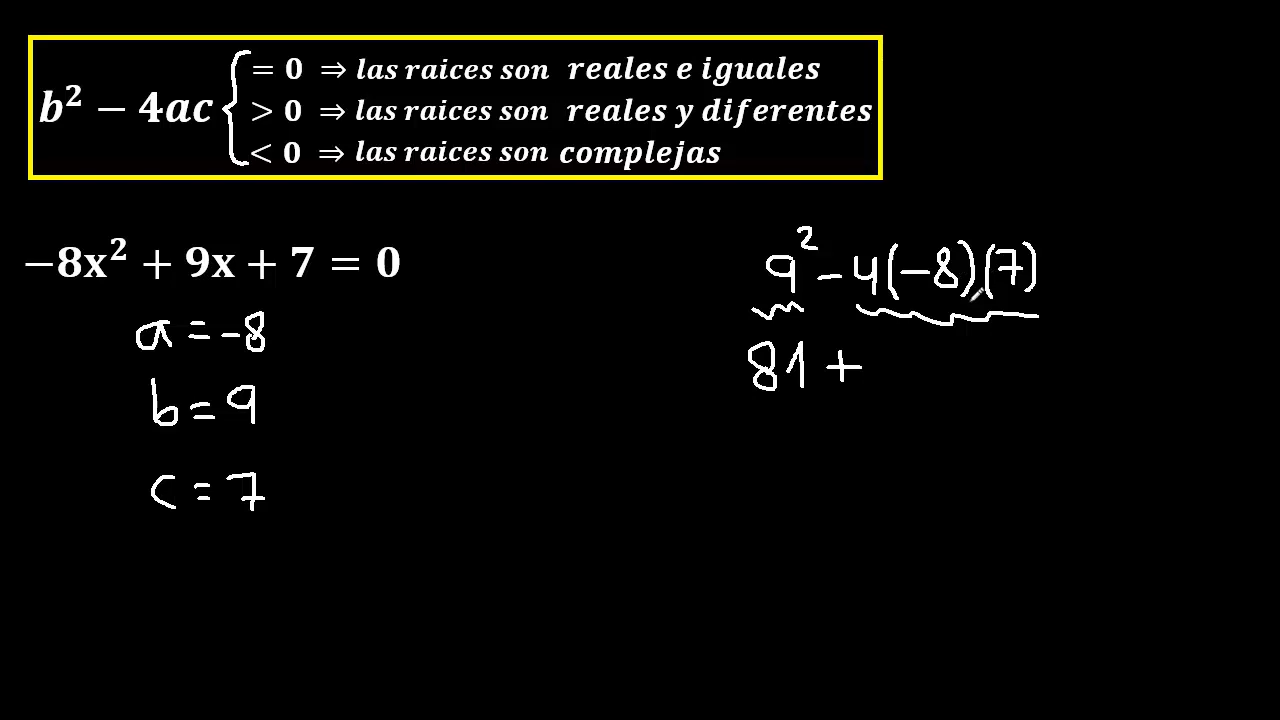 b² − 4ac { = 0 ⇒ las raices son reales e iguales
> 0 ⇒ las raices son reales y diferentes
< 0 ⇒ las raices son complejas
−8x² + 9x + 7 = 0
a = -8
b = 9
c = 7
9² - 4(-8)(7)
81 +